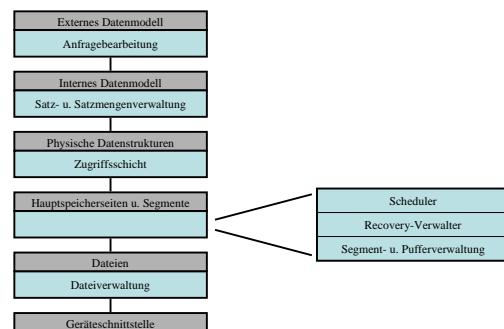 Externes Datenmodell
Anfragebearbeitung
Internes Datenmodell
Satz- u. Satzmengenverwaltung
Physische Datenstrukturen
Zugriffsschicht
Hauptspeicherseiten u. Segmente
Scheduler
Recovery-Verwalter
Segment- u. Pufferverwaltung
Dateien
Dateiverwaltung
Geräteschnittstelle